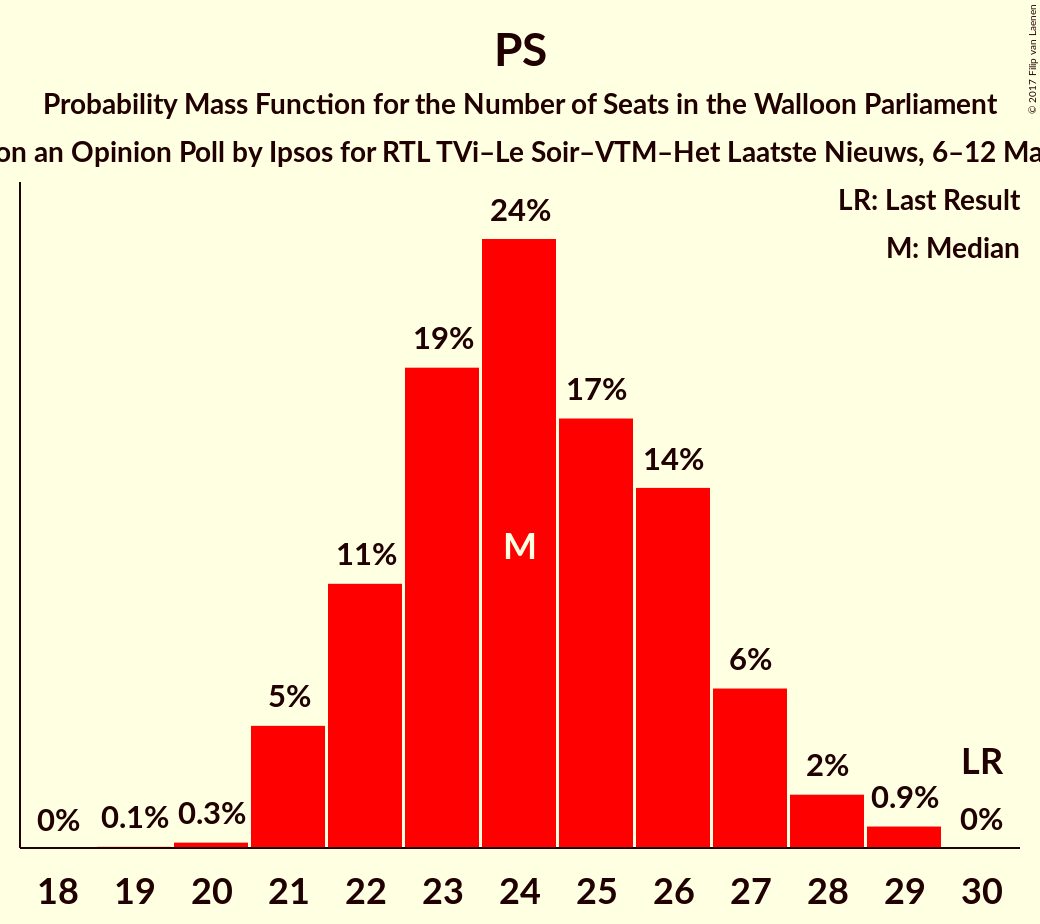 PS
Probability Mass Function for the Number of Seats in the Walloon Parliament
on an Opinion Poll by Ipsos for RTL TVi–Le Soir–VTM–Het Laatste Nieuws, 6–12 Ma
© 2017 Filip van Laenen
LR: Last Result
M: Median
24%
19%
17%
14%
M
11%
6%
5%
2%
LR
0%
0.1%
0.3%
0.9%
0%
18 19 20 21 22 23 24 25 26 27 28 29 30